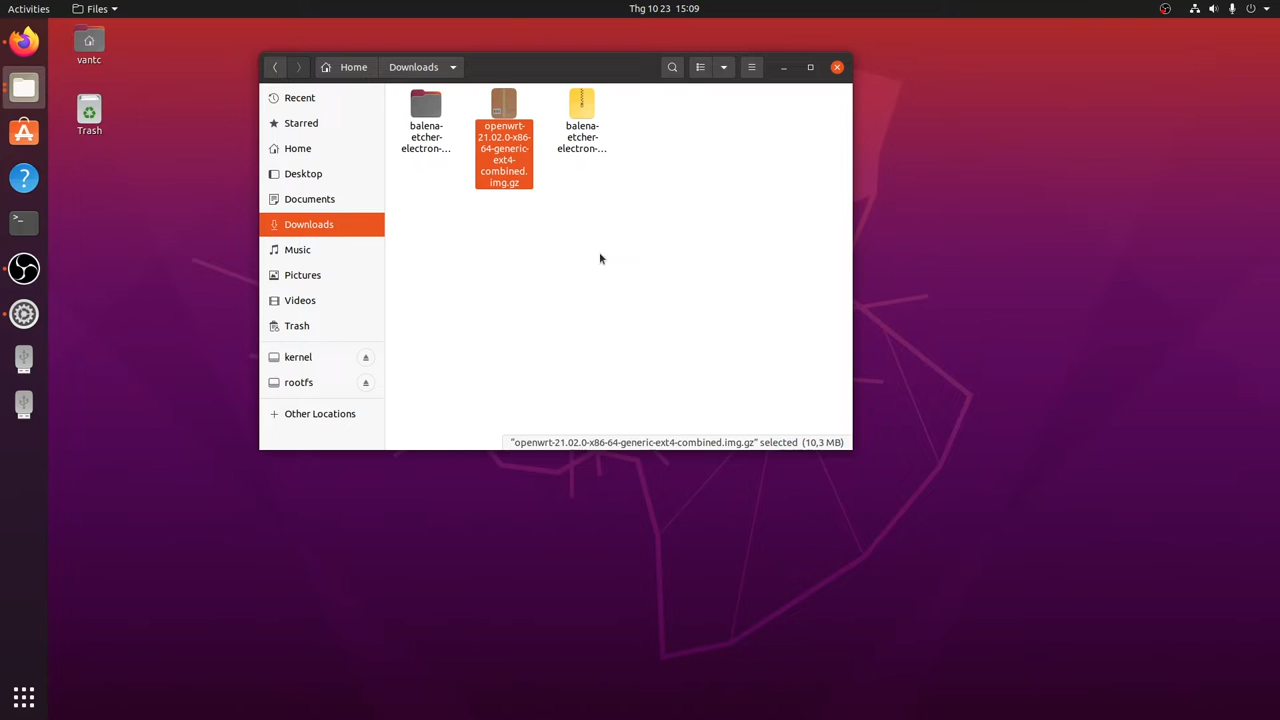 Activities
Files
Thg 10 23 15:09
vantc
Trash
Home
Downloads
Recent
Starred
Home
Desktop
Documents
Downloads
Music
Pictures
Videos
Trash
kernel
rootfs
Other Locations
balena-
etcher-
electron-...
openwrt-
21.02.0-x86-
64-generic-
ext4-
combined.
img.gz
balena-
etcher-
electron-...
"openwrt-21.02.0-x86-64-generic-ext4-combined.img.gz" selected (10,3 MB)